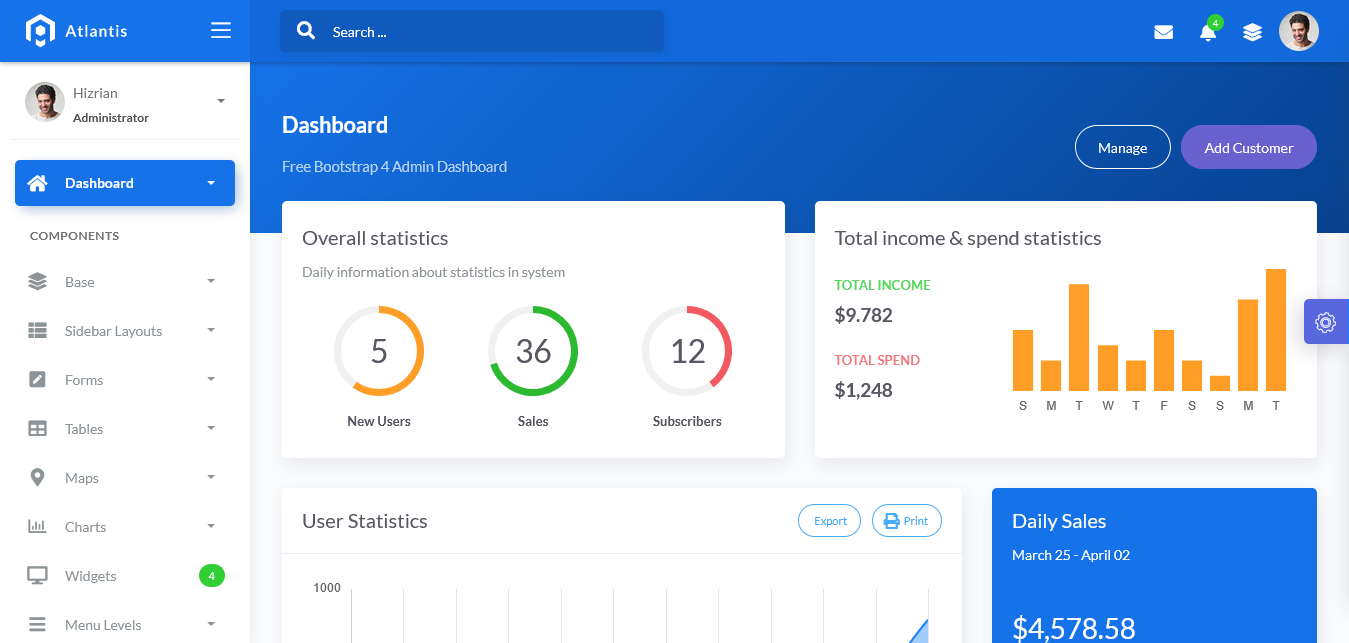 Atlantis
Search ...
4
Hizrian
Administrator
Dashboard
COMPONENTS
Base
Sidebar Layouts
Forms
Tables
Maps
Charts
Widgets 4
Menu Levels
Dashboard
Free Bootstrap 4 Admin Dashboard
Manage Add Customer
Overall statistics
Daily information about statistics in system
5 36 12
New Users Sales Subscribers
Total income & spend statistics
TOTAL INCOME
$9.782
TOTAL SPEND
$1,248
S M T W T F S S M T
User Statistics
Export Print
1000
Daily Sales
March 25 - April 02
$4,578.58